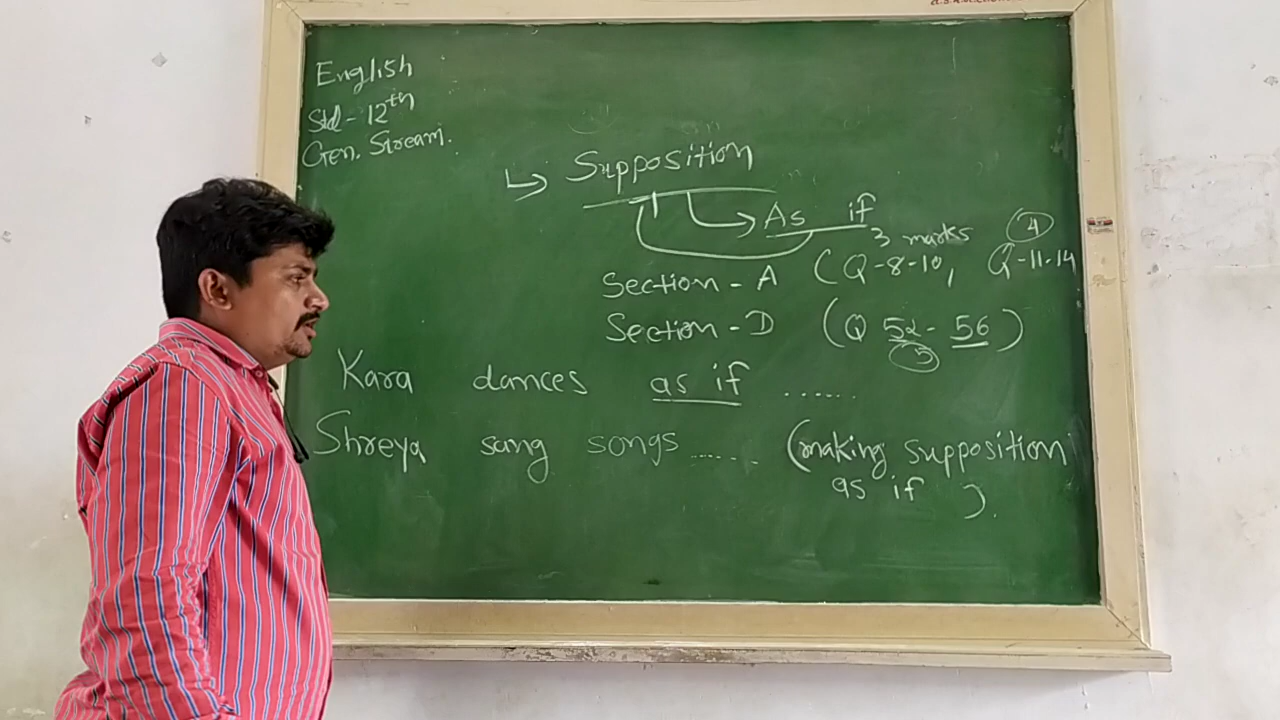 English
Std - 12th
Gen. Stream.
↳ Supposition
As if
3 marks ④
Section - A (Q-8-10, Q-11-14
Section - D (Q 52- 56)
Kara dances as if ......
Shreya sang songs ...... (making supposition
as if ).